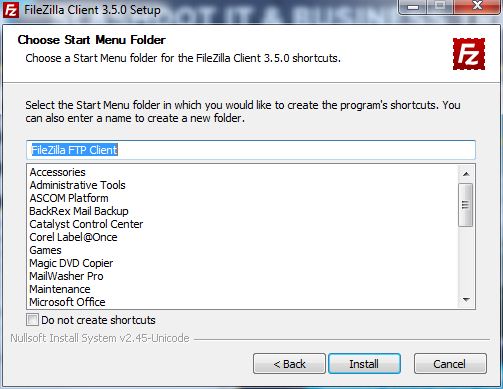 FileZilla Client 3.5.0 Setup
Choose Start Menu Folder
Choose a Start Menu folder for the FileZilla Client 3.5.0 shortcuts.
Fz
Select the Start Menu folder in which you would like to create the program's shortcuts. You
can also enter a name to create a new folder.
FileZilla FTP Client
Accessories
Administrative Tools
ASCOM Platform
BackRex Mail Backup
Catalyst Control Center
Corel Label@Once
Games
Magic DVD Copier
MailWasher Pro
Maintenance
Microsoft Office
Do not create shortcuts
Nullsoft Install System v2.45-Unicode
< Back
Install
Cancel